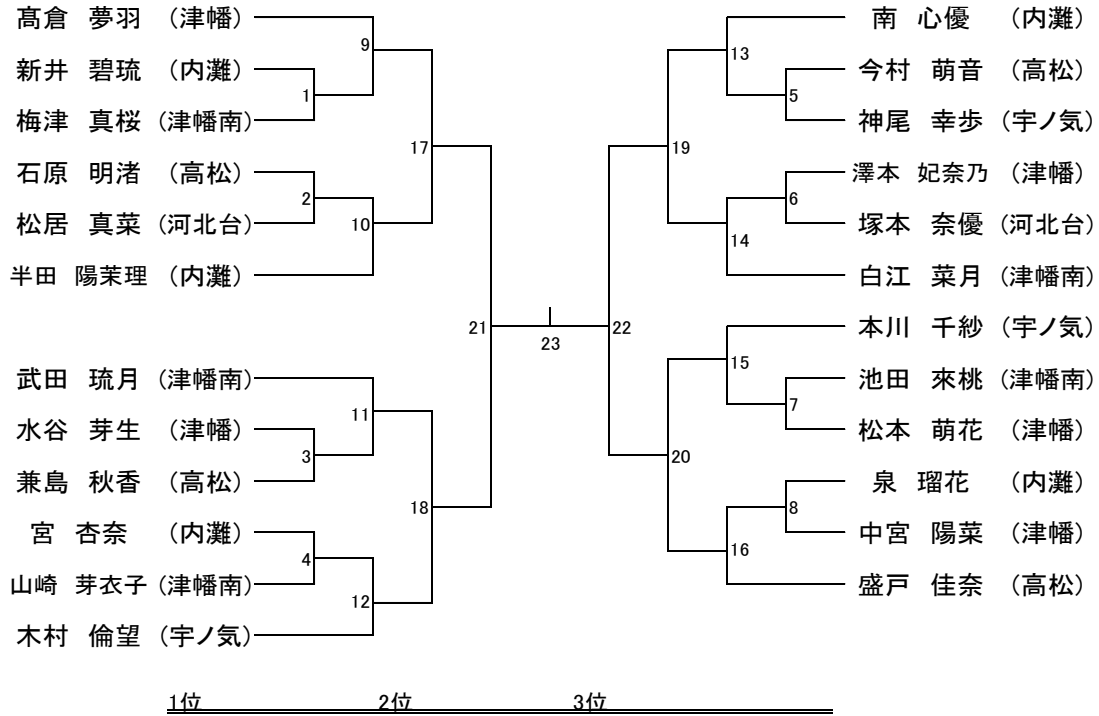 髙倉 夢羽 (津幡)
新井 碧琉 (内灘)
梅津 真桜 (津幡南)
石原 明渚 (高松)
松居 真菜 (河北台)
半田 陽茉理 (内灘)
武田 琉月 (津幡南)
水谷 芽生 (津幡)
兼島 秋香 (高松)
宮 杏奈 (内灘)
山崎 芽衣子 (津幡南)
木村 倫望 (宇ノ気)
9
1
2
10
17
11
3
4
12
18
21
23
22
南 心優 (内灘)
今村 萌音 (高松)
神尾 幸歩 (宇ノ気)
澤本 妃奈乃 (津幡)
塚本 奈優 (河北台)
白江 菜月 (津幡南)
本川 千紗 (宇ノ気)
池田 來桃 (津幡南)
松本 萌花 (津幡)
泉 瑠花 (内灘)
中宮 陽菜 (津幡)
盛戸 佳奈 (高松)
13
5
19
6
14
15
7
20
8
16
1位 2位 3位